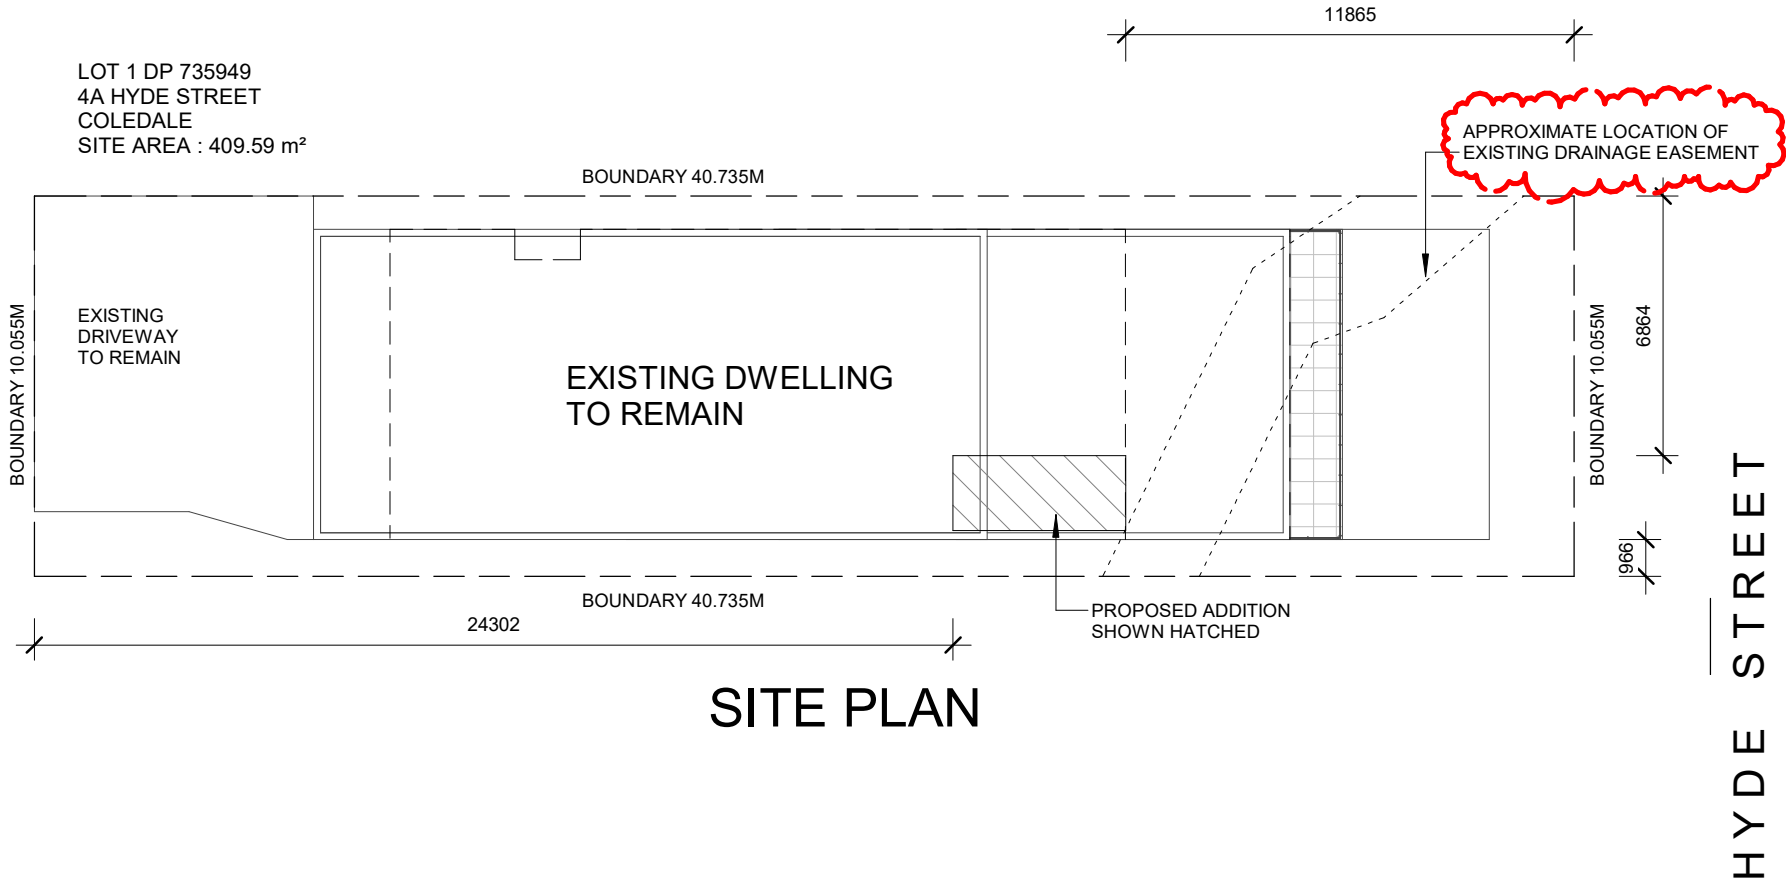 11865
LOT 1 DP 735949
4A HYDE STREET
COLEDALE
SITE AREA : 409.59 m²
APPROXIMATE LOCATION OF
EXISTING DRAINAGE EASEMENT
BOUNDARY 40.735M
BOUNDARY 10.055M
EXISTING
DRIVEWAY
TO REMAIN
EXISTING DWELLING
TO REMAIN
BOUNDARY 10.055M
6864
966
BOUNDARY 40.735M
PROPOSED ADDITION
SHOWN HATCHED
24302
SITE PLAN
HYDE STREET